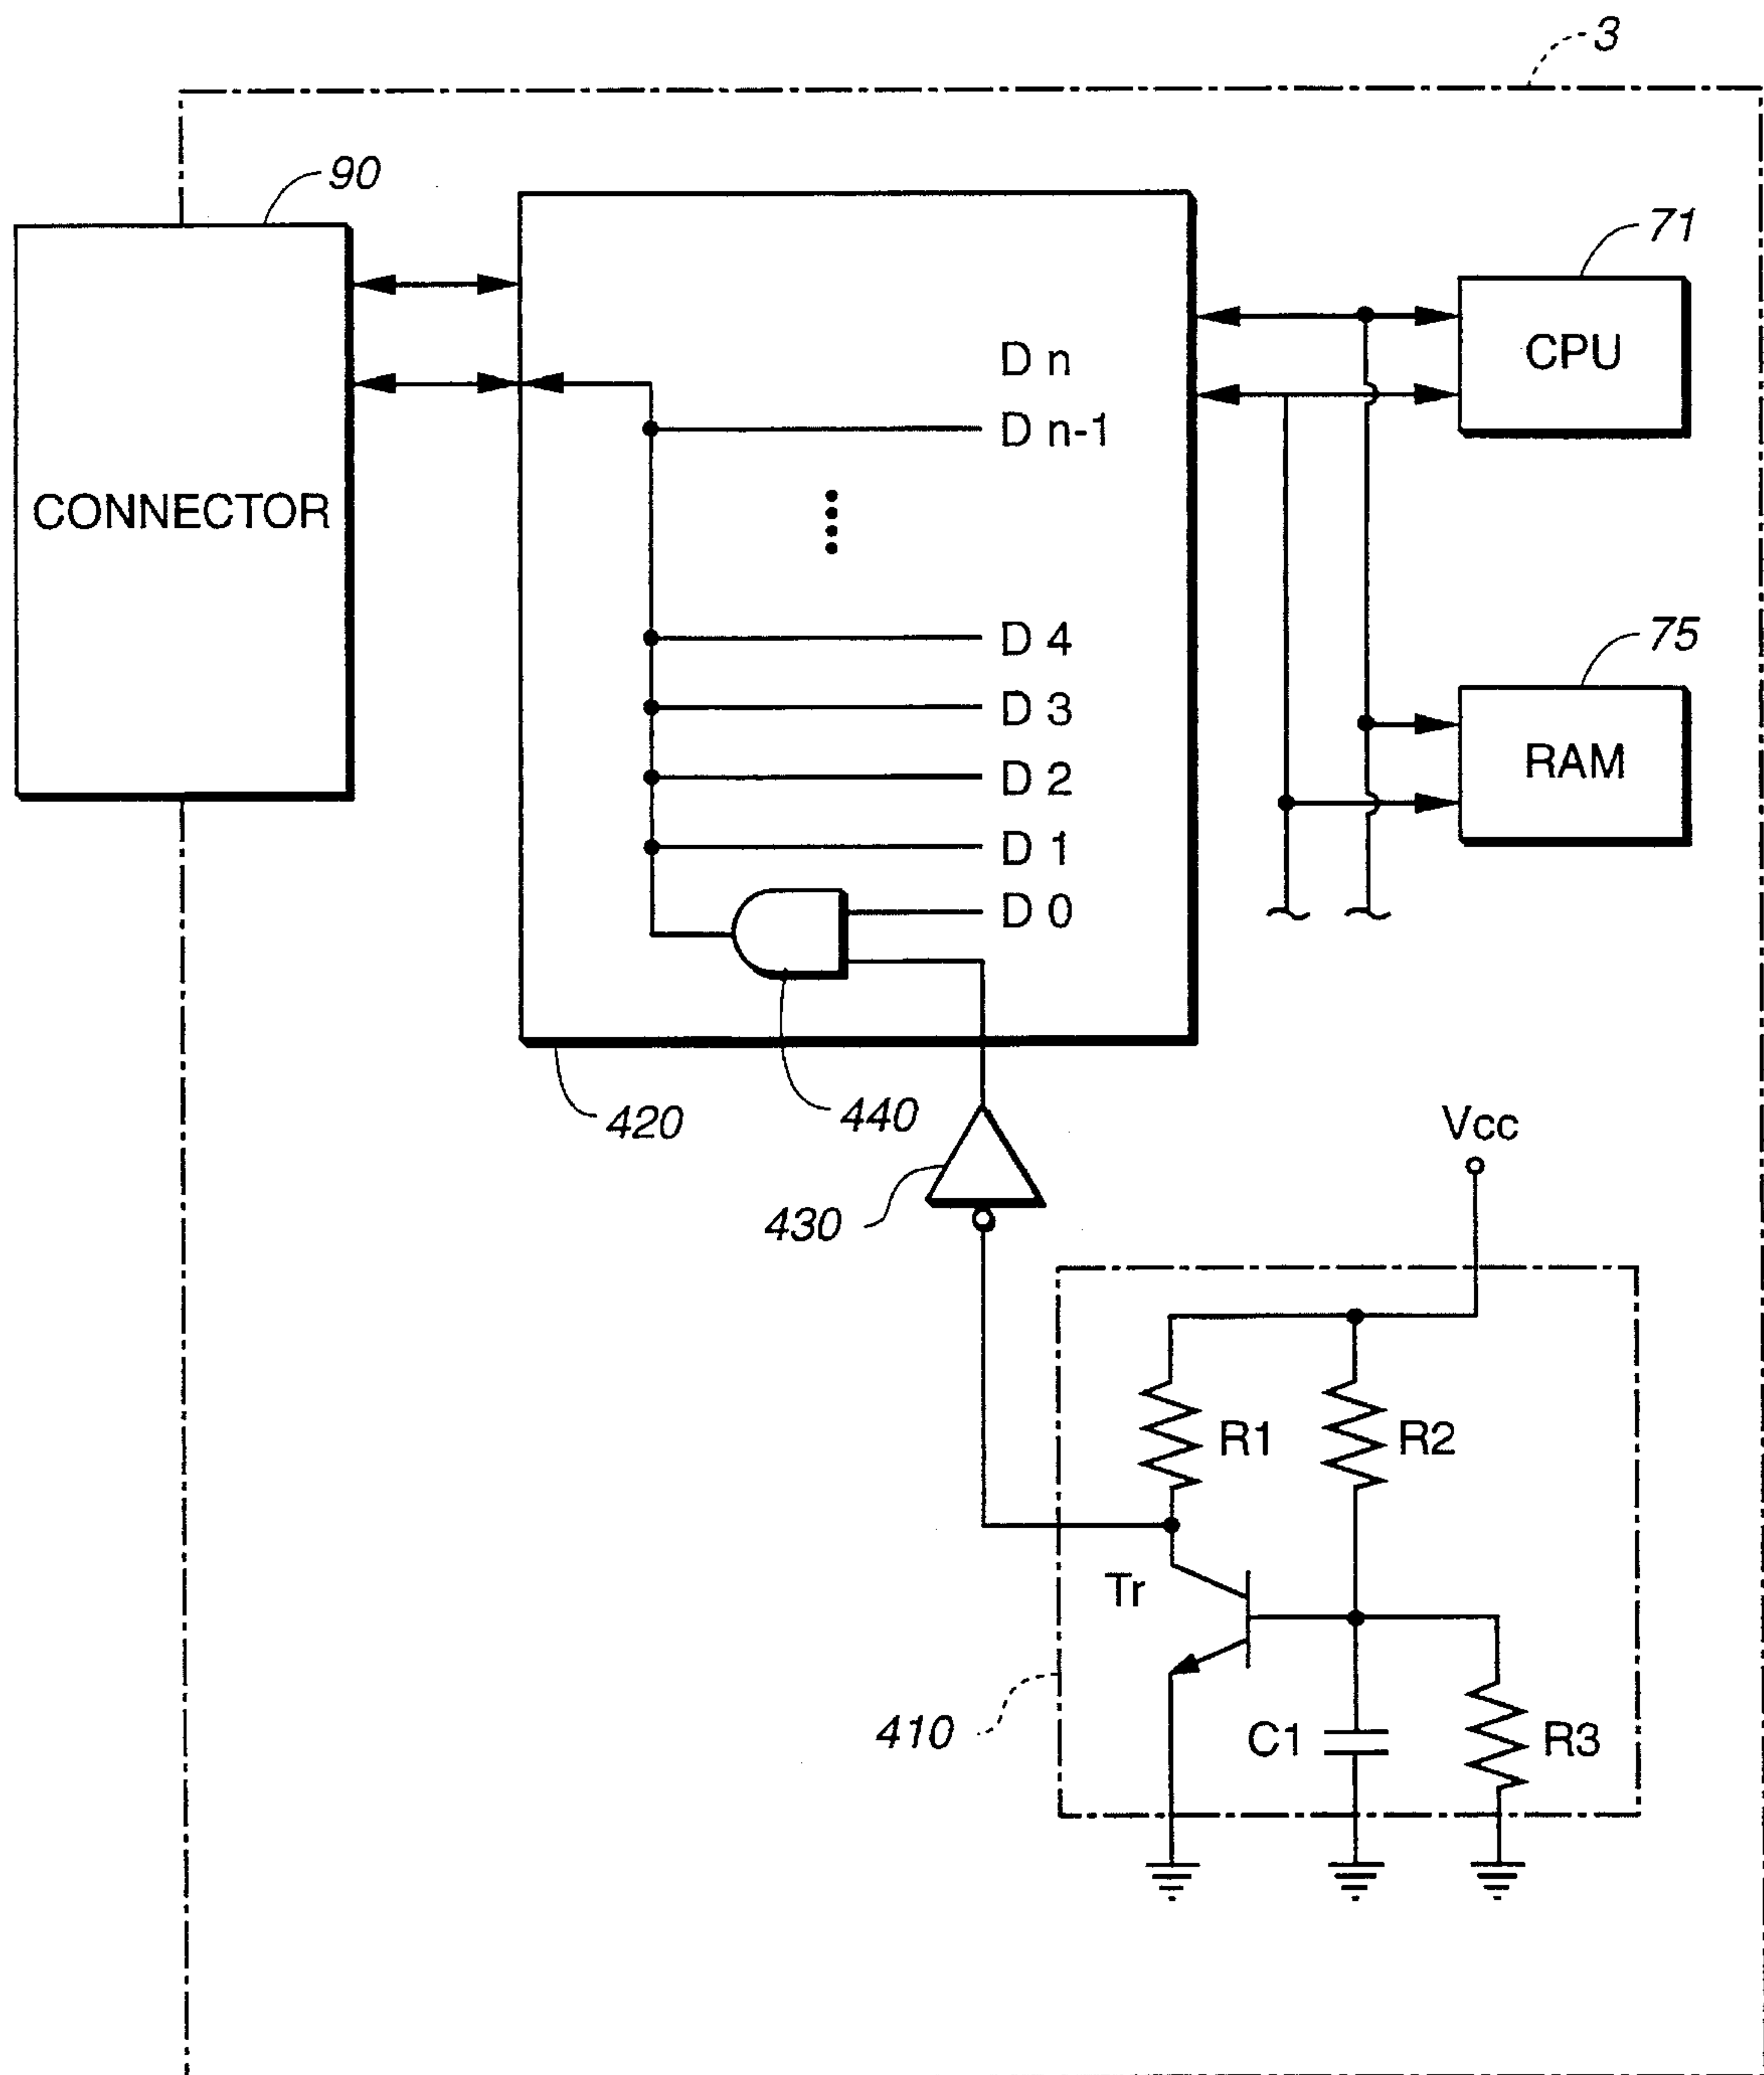 3
90
71
D n
CPU
D n-1
CONNECTOR
D 4
75
D 3
RAM
D 2
D 1
D 0
420
440
Vcc
430
R1
R2
Tr
410
C1
R3